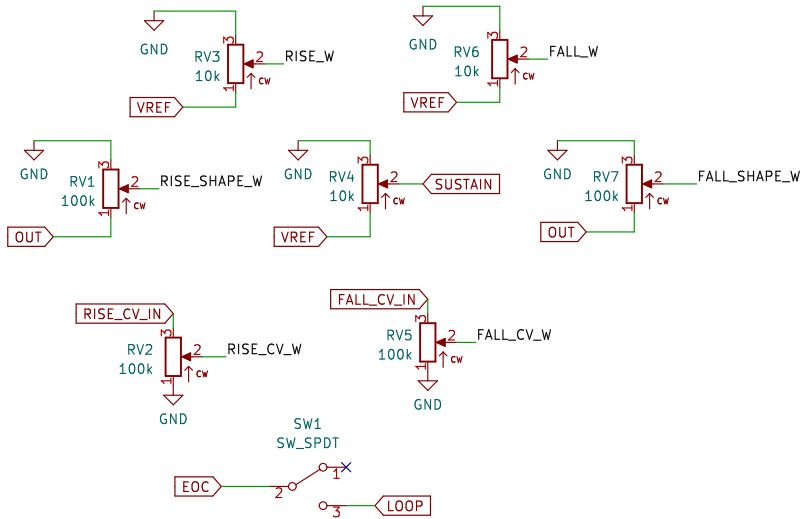 GND
RV3
10k
3
2
1
RISE_W
CW
VREF
GND
RV6
10k
3
2
1
FALL_W
CW
VREF
GND
RV1
100k
3
2
1
RISE_SHAPE_W
CW
OUT
GND
RV4
10k
3
2
1
SUSTAIN
CW
VREF
GND
RV7
100k
3
2
1
FALL_SHAPE_W
CW
OUT
RISE_CV_IN
RV2
100k
3
2
1
RISE_CV_W
CW
GND
FALL_CV_IN
RV5
100k
3
2
1
FALL_CV_W
CW
GND
SW1
SW_SPDT
EOC
2
1
3
LOOP